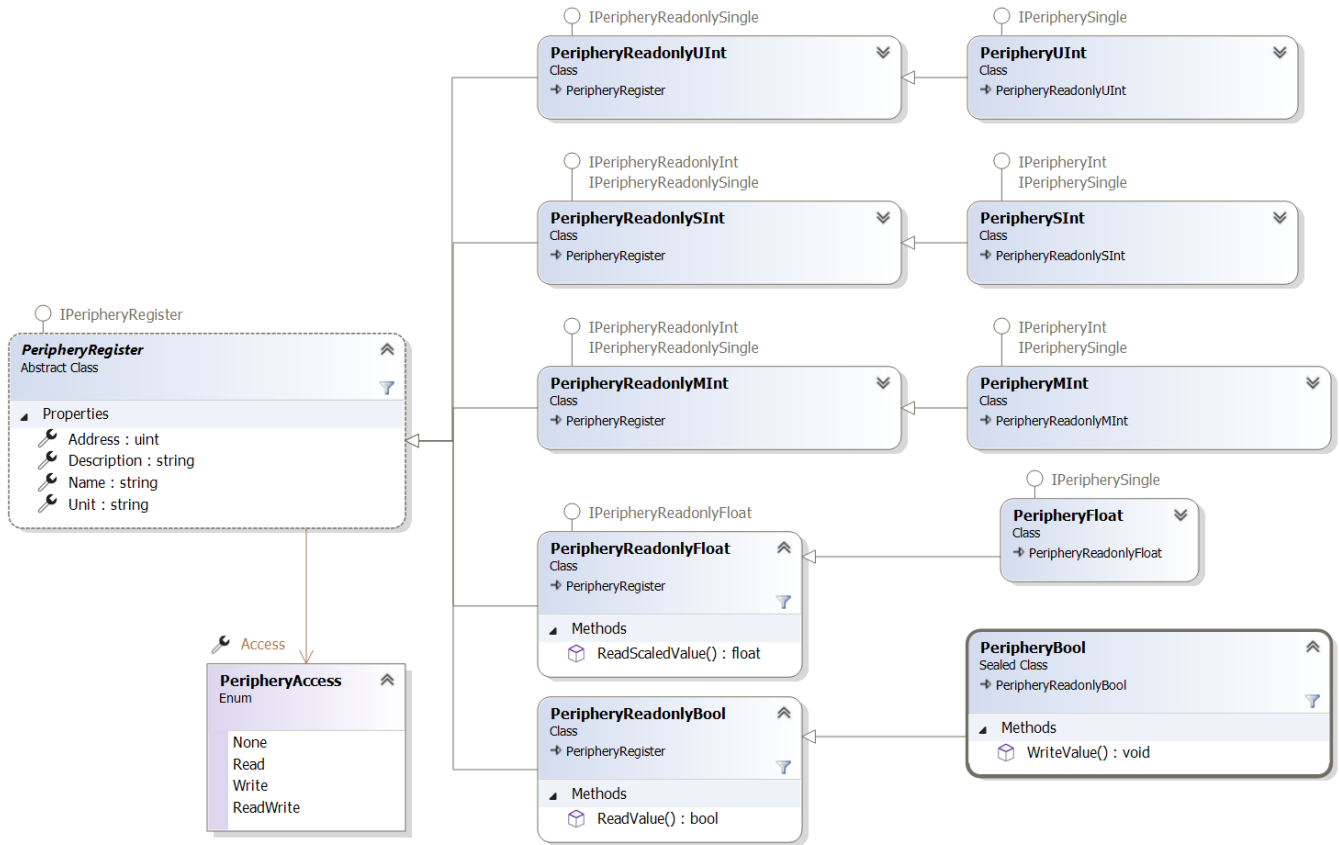 IPeripheryReadonlySingle
PeripheryReadonlyUInt
Class
PeripheryRegister
IPeripherySingle
PeripheryUInt
Class
PeripheryReadonlyUInt
IPeripheryReadonlyInt
IPeripheryReadonlySingle
PeripheryReadonlySInt
Class
PeripheryRegister
IPeripheryInt
IPeripherySingle
PeripherySInt
Class
PeripheryReadonlySInt
IPeripheryRegister
PeripheryRegister
Abstract Class
Properties
Address : uint
Description : string
Name : string
Unit : string
IPeripheryReadonlyInt
IPeripheryReadonlySingle
PeripheryReadonlyMInt
Class
PeripheryRegister
IPeripheryInt
IPeripherySingle
PeripheryMInt
Class
PeripheryReadonlyMInt
IPeripheryReadonlyFloat
PeripheryReadonlyFloat
Class
PeripheryRegister
Methods
ReadScaledValue() : float
IPeripherySingle
PeripheryFloat
Class
PeripheryReadonlyFloat
Access
PeripheryAccess
Enum
None
Read
Write
ReadWrite
PeripheryReadonlyBool
Class
PeripheryRegister
Methods
ReadValue() : bool
PeripheryBool
Sealed Class
PeripheryReadonlyBool
Methods
WriteValue() : void